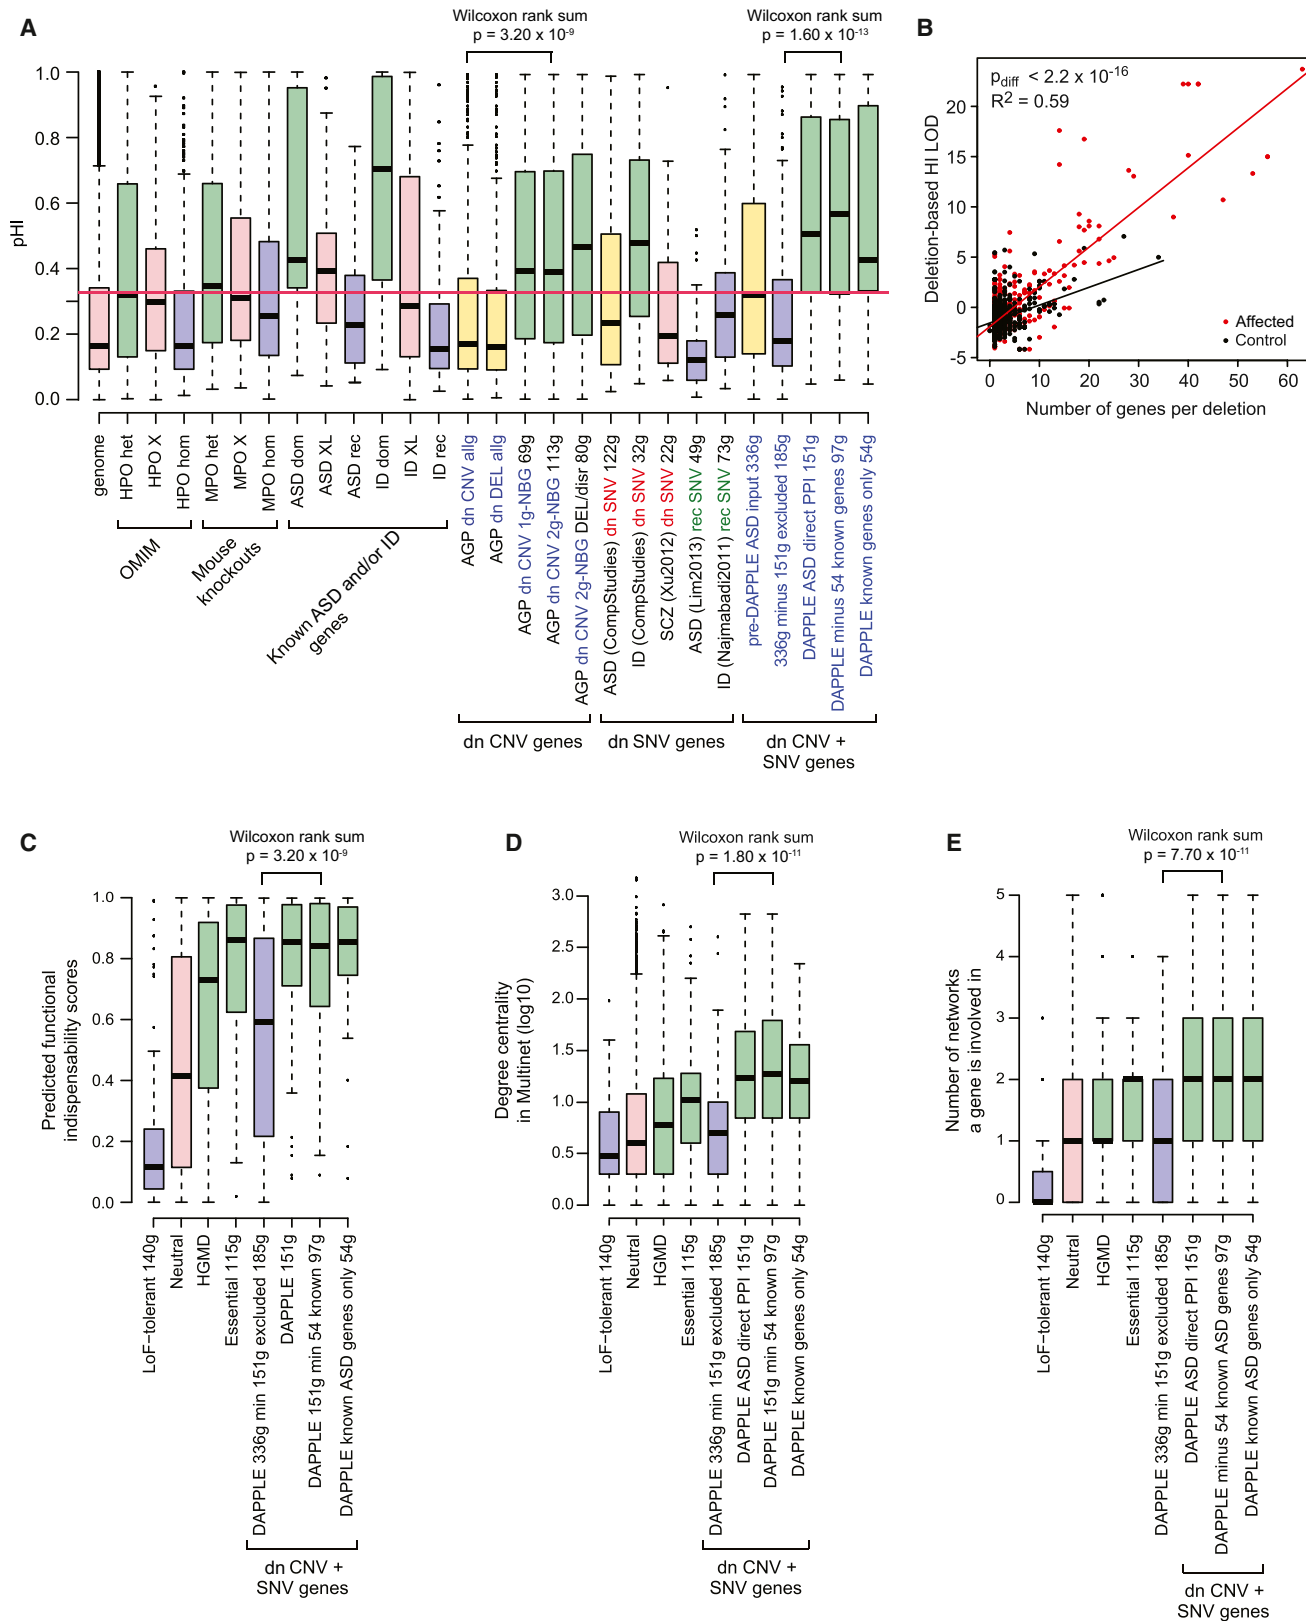 A
Wilcoxon rank sum
p = 3.20 x 10-9
Wilcoxon rank sum
p = 1.60 x 10-13
pHI
1.0
0.8
0.6
0.4
0.2
0.0
genome
HPO het
HPO X
HPO hom
MPO het
MPO X
MPO hom
ASD dom
ASD XL
ASD rec
ID dom
ID XL
ID rec
AGP dn CNV allg
AGP dn DEL allg
AGP dn CNV 1g-NBG 69g
AGP dn CNV 2g-NBG 113g
AGP dn CNV 2g-NBG DEL/disr 80g
ASD (CompStudies) dn SNV 122g
ID (CompStudies) dn SNV 32g
SCZ (Xu2012) dn SNV 22g
ASD (Lim2013) rec SNV 49g
ID (Najmabadi2011) rec SNV 73g
pre-DAPPLE ASD input 336g
336g minus 151g excluded 185g
DAPPLE ASD direct PPI 151g
DAPPLE minus 54 known genes 97g
DAPPLE known genes only 54g
OMIM
Mouse
knockouts
Known ASD and/or ID
genes
dn CNV genes
dn SNV genes
dn CNV +
SNV genes
B
pdiff < 2.2 x 10-16
R2 = 0.59
Deletion-based HI LOD
20
15
10
5
0
-5
Affected
Control
0 10 20 30 40 50 60
Number of genes per deletion
C
Wilcoxon rank sum
p = 3.20 x 10-9
Predicted functional
indispensability scores
1.0
0.8
0.6
0.4
0.2
0.0
LoF−tolerant 140g
Neutral
HGMD
Essential 115g
DAPPLE 336g min 151g excluded 185g
DAPPLE 151g
DAPPLE 151g min 54 known 97g
DAPPLE known ASD genes only 54g
dn CNV +
SNV genes
D
Wilcoxon rank sum
p = 1.80 x 10-11
Degree centrality
in Multinet (log10)
3.0
2.5
2.0
1.5
1.0
0.5
0.0
LoF−tolerant 140g
Neutral
HGMD
Essential 115g
DAPPLE 336g min 151g excluded 185g
DAPPLE ASD direct PPI 151g
DAPPLE 151g min 54 known 97g
DAPPLE known genes only 54g
dn CNV +
SNV genes
E
Wilcoxon rank sum
p = 7.70 x 10-11
Number of networks
a gene is involved in
5
4
3
2
1
0
LoF−tolerant 140g
Neutral
HGMD
Essential 115g
DAPPLE 336g min 151g excluded 185g
DAPPLE ASD direct PPI 151g
DAPPLE minus 54 known ASD genes 97g
DAPPLE known ASD genes only 54g
dn CNV +
SNV genes